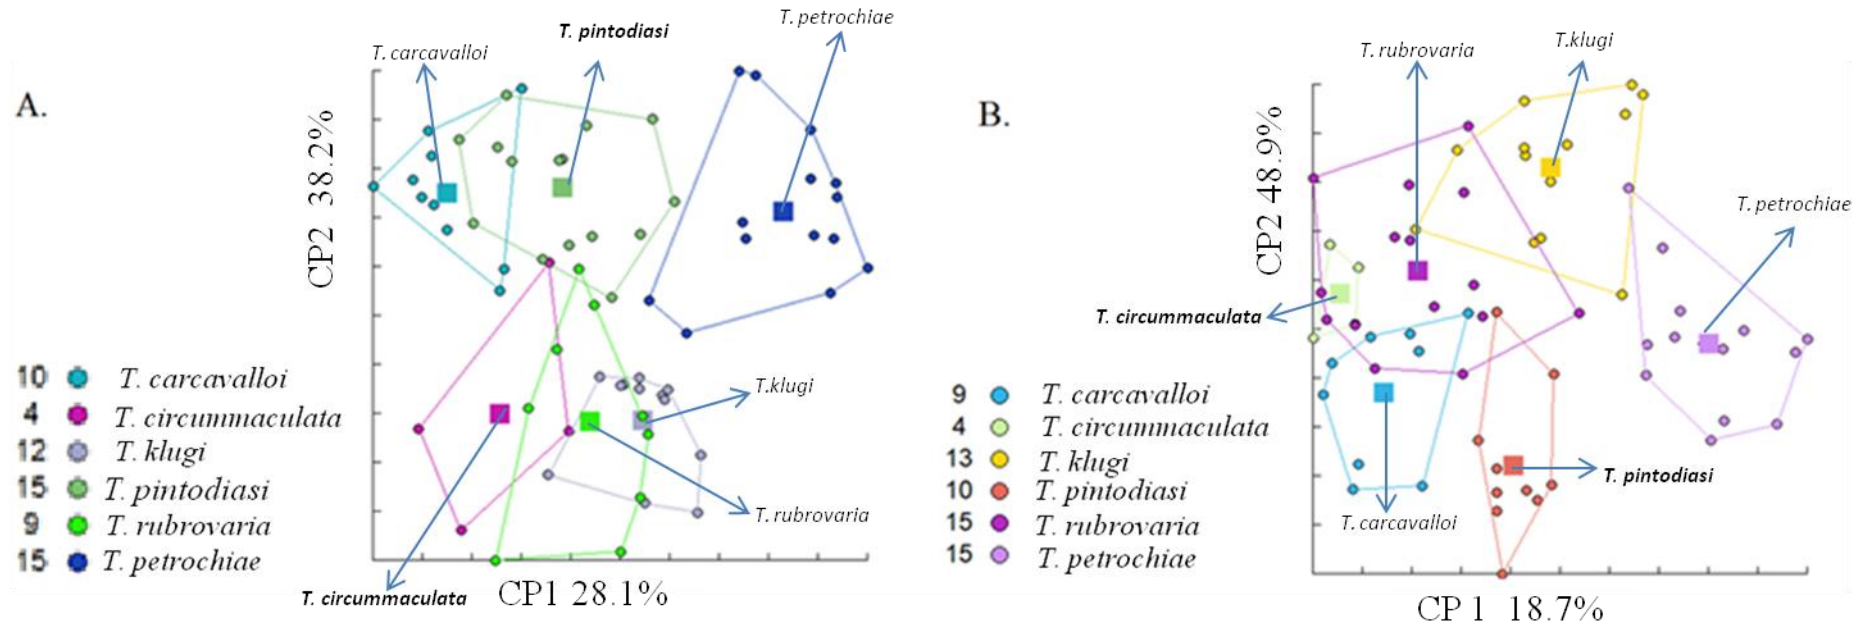 A.
T. carcavalloi
T. pintodiasi
T. petrochiae
CP2 38.2%
10 T. carcavalloi
4 T. circummaculata
12 T. klugi
15 T. pintodiasi
9 T. rubrovaria
15 T. petrochiae
T.klugi
T. rubrovaria
T. circummaculata
CP1 28.1%
B.
T. rubrovaria
T.klugi
T. petrochiae
CP2 48.9%
T. circummaculata
9 T. carcavalloi
4 T. circummaculata
13 T. klugi
10 T. pintodiasi
15 T. rubrovaria
15 T. petrochiae
T. pintodiasi
T. carcavalloi
CP 1 18.7%